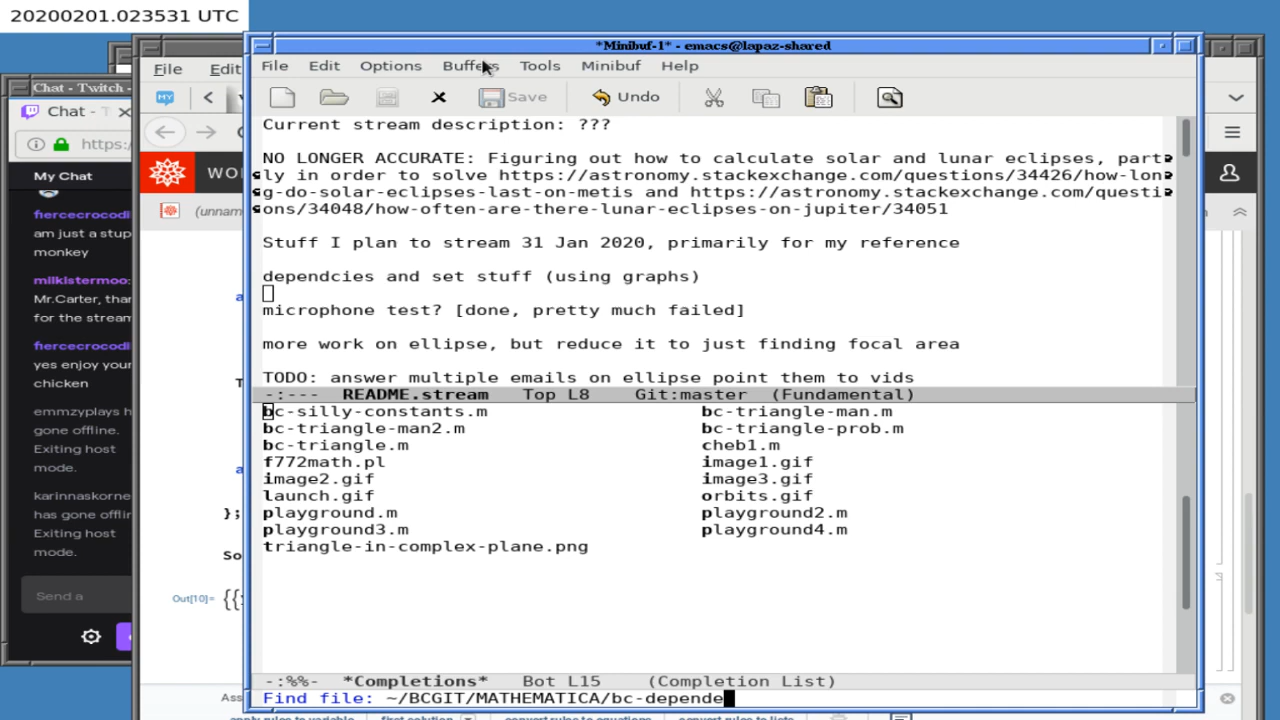 20200201.023531 UTC
*Minibuf-1* - emacs@lapaz-shared
File Edit Options Buffers Tools Minibuf Help
Save Undo
Current stream description: ???
NO LONGER ACCURATE: Figuring out how to calculate solar and lunar eclipses, part
ly in order to solve https://astronomy.stackexchange.com/questions/34426/how-lon
g-do-solar-eclipses-last-on-metis and https://astronomy.stackexchange.com/questi
ons/34048/how-often-are-there-lunar-eclipses-on-jupiter/34051
Stuff I plan to stream 31 Jan 2020, primarily for my reference
dependcies and set stuff (using graphs)
microphone test? [done, pretty much failed]
more work on ellipse, but reduce it to just finding focal area
TODO: answer multiple emails on ellipse point them to vids
-:--- README.stream Top L8 Git:master (Fundamental)
bc-silly-constants.m bc-triangle-man.m
bc-triangle-man2.m bc-triangle-prob.m
bc-triangle.m cheb1.m
f772math.pl image1.gif
image2.gif image3.gif
launch.gif orbits.gif
playground.m playground2.m
playground3.m playground4.m
triangle-in-complex-plane.png
-:%%- *Completions* Bot L15 (Completion List)
Find file: ~/BCGIT/MATHEMATICA/bc-depende
File Edit
WO
(unnam
};
So
Out[10]= {{
Ass
Chat - Twitch -
Chat - T
https:/
My Chat
fiercecrocodi
am just a stup
monkey
milkistermoo:
Mr.Carter, tha
for the stream
fiercecrocodi
yes enjoy your
chicken
emmzyplays h
gone offline.
Exiting host
mode.
karinnaskorne
has gone offlin
Exiting host
mode.
Send a